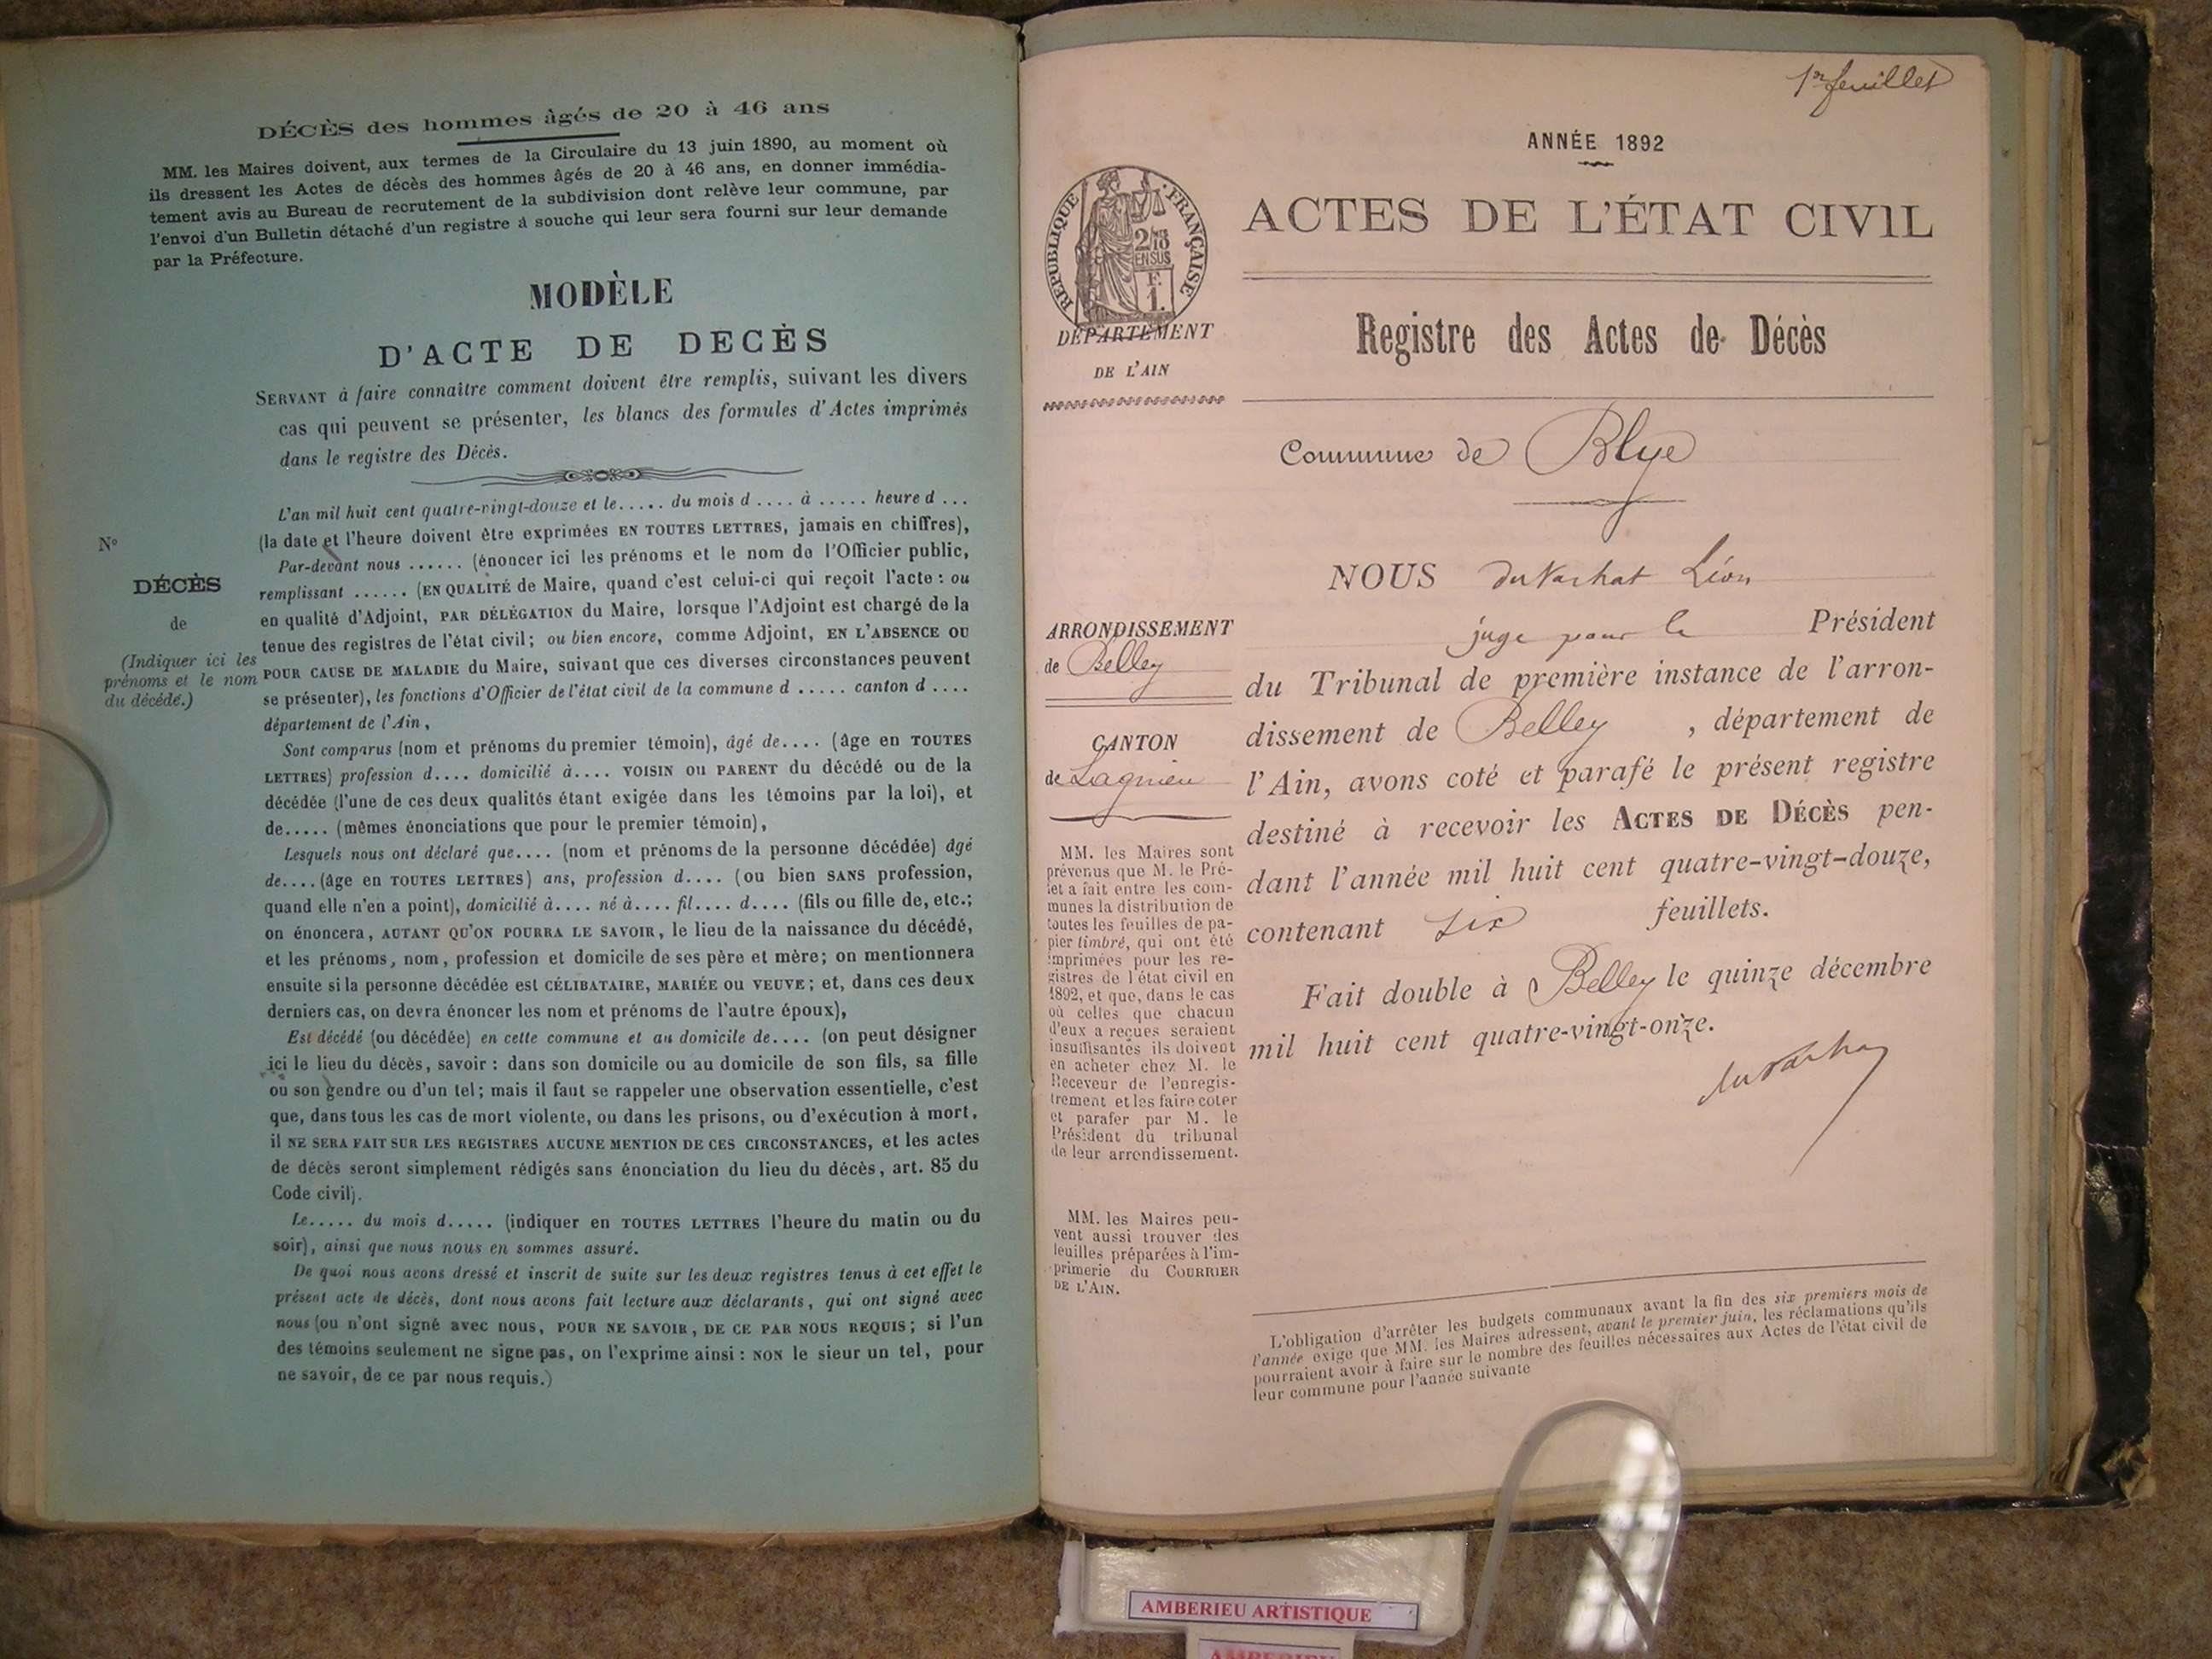 DÉCÈS des hommes âgés de 20 à 46 ans
MM. les Maires doivent, aux termes de la Circulaire du 13 juin 1890, au moment où
ils dressent les Actes de décès des hommes âgés de 20 à 46 ans, en donner immédia-
tement avis au Bureau de recrutement de la subdivision dont relève leur commune, par
l'envoi d'un Bulletin détaché d'un registre à souche qui leur sera fourni sur leur demande
par la Préfecture.
MODÈLE
D'ACTE DE DECÈS
SERVANT à faire connaître comment doivent être remplis, suivant les divers
cas qui peuvent se présenter, les blancs des formules d'Actes imprimés
dans le registre des Décès.
N°
DÉCÈS
de
(Indiquer ici les
prénoms et le nom
du décédé.)
L'an mil huit cent quatre-vingt-douze et le..... du mois d .... à ..... heure d ...
(la date et l'heure doivent être exprimées EN TOUTES LETTRES, jamais en chiffres),
Par-devant nous ...... (énoncer ici les prénoms et le nom de l'Officier public,
remplissant ...... (EN QUALITÉ de Maire, quand c'est celui-ci qui reçoit l'acte : ou
en qualité d'Adjoint, PAR DÉLÉGATION du Maire, lorsque l'Adjoint est chargé de la
tenue des registres de l'état civil; ou bien encore, comme Adjoint, EN L'ABSENCE OU
POUR CAUSE DE MALADIE du Maire, suivant que ces diverses circonstances peuvent
se présenter), les fonctions d'Officier de l'état civil de la commune d ..... canton d ....
département de l'Ain,
Sont comparus (nom et prénoms du premier témoin), âgé de.... (âge en TOUTES
LETTRES) profession d.... domicilié à.... VOISIN OU PARENT du décédé ou de la
décédée (l'une de ces deux qualités étant exigée dans les témoins par la loi), et
de..... (mêmes énonciations que pour le premier témoin),
Lesquels nous ont déclaré que.... (nom et prénoms de la personne décédée) âgé
de.... (âge en TOUTES LETTRES) ans, profession d.... (ou bien SANS profession,
quand elle n'en a point), domicilié à.... né à.... fil.... d.... (fils ou fille de, etc.;
on énoncera, AUTANT QU'ON POURRA LE SAVOIR, le lieu de la naissance du décédé,
et les prénoms, nom, profession et domicile de ses père et mère; on mentionnera
ensuite si la personne décédée est CÉLIBATAIRE, MARIÉE OU VEUVE; et, dans ces deux
derniers cas, on devra énoncer les nom et prénoms de l'autre époux),
Est décédé (ou décédée) en cette commune et au domicile de.... (on peut désigner
ici le lieu du décès, savoir : dans son domicile ou au domicile de son fils, sa fille
ou son gendre ou d'un tel; mais il faut se rappeler une observation essentielle, c'est
que, dans tous les cas de mort violente, ou dans les prisons, ou d'exécution à mort,
il NE SERA FAIT SUR LES REGISTRES AUCUNE MENTION DE CES CIRCONSTANCES, et les actes
de décès seront simplement rédigés sans énonciation du lieu du décès, art. 85 du
Code civil).
Le..... du mois d..... (indiquer en TOUTES LETTRES l'heure du matin ou du
soir), ainsi que nous nous en sommes assuré.
De quoi nous avons dressé et inscrit de suite sur les deux registres tenus à cet effet le
présent acte de décès, dont nous avons fait lecture aux déclarants, qui ont signé avec
nous (ou n'ont signé avec nous, POUR NE SAVOIR, DE CE PAR NOUS REQUIS; si l'un
des témoins seulement ne signe pas, on l'exprime ainsi : NON le sieur un tel, pour
ne savoir, de ce par nous requis.)
1er feuillet
ANNÉE 1892
RÉPUBLIQUE FRANÇAISE
2/10
EN SUS
F.
1.
DÉPARTEMENT
DE L'AIN
ACTES DE L'ÉTAT CIVIL
Registre des Actes de Décès
Commune de Blye
ARRONDISSEMENT
de Belley
CANTON
de Lagnieu
MM. les Maires sont
prévenus que M. le Pré-
fet a fait entre les com-
munes la distribution de
toutes les feuilles de pa-
pier timbré, qui ont été
imprimées pour les re-
gistres de l'état civil en
1892, et que, dans le cas
où celles que chacun
d'eux a reçues seraient
insuffisantes ils doivent
en acheter chez M. le
Receveur de l'enregis-
trement et les faire coter
et parafer par M. le
Président du tribunal
de leur arrondissement.
MM. les Maires peu-
vent aussi trouver des
feuilles préparées à l'im-
primerie du COURRIER
DE L'AIN.
NOUS Léon
juge pour le Président
du Tribunal de première instance de l'arron-
dissement de Belley, département de
l'Ain, avons coté et parafé le présent registre
destiné à recevoir les ACTES DE DÉCÈS pen-
dant l'année mil huit cent quatre-vingt-douze,
contenant six feuillets.
Fait double à Belley le quinze décembre
mil huit cent quatre-vingt-onze.
L'obligation d'arrêter les budgets communaux avant la fin des six premiers mois de
l'année exige que MM. les Maires adressent, avant le premier juin, les réclamations qu'ils
pourraient avoir à faire sur le nombre des feuilles nécessaires aux Actes de l'état civil de
leur commune pour l'année suivante
AMBERIEU ARTISTIQUE
AMBERIEU